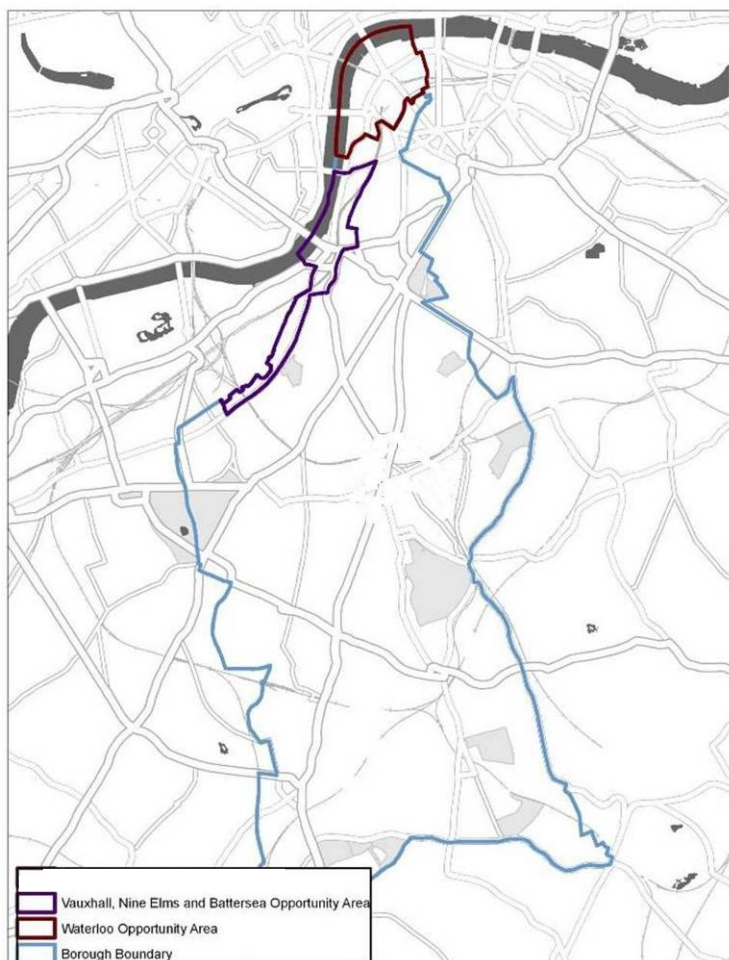 Vauxhall, Nine Elms and Battersea Opportunity Area
Waterloo Opportunity Area
Borough Boundary